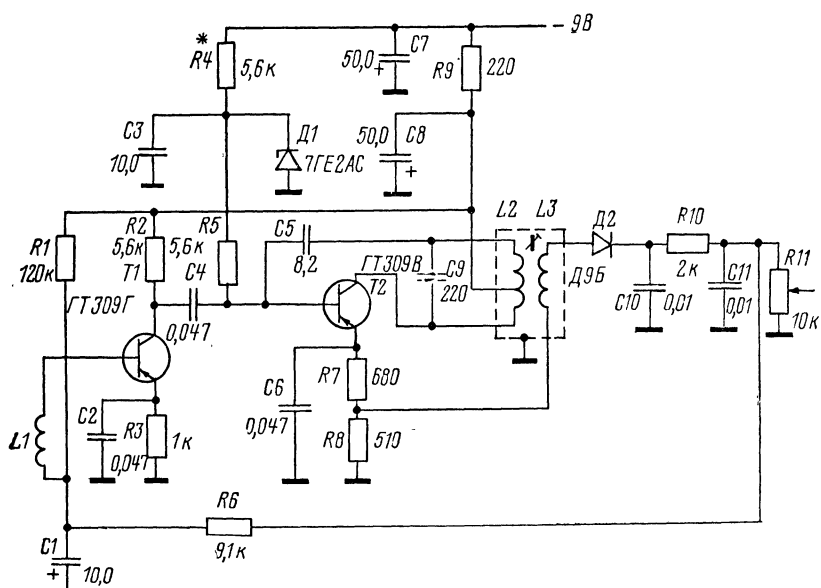 - 9В
*
R4
5,6к
C7
50,0
+
R9
220
C3
10,0
Д1
7ГЕ2АС
50,0
C8
+
R1
120к
R2
5,6к
T1
R5
5,6к
C4
0,047
C5
8,2
ГТ309В
T2
C9
220
L2
L3
Д2
Д9Б
R10
2к
C10
0,01
C11
0,01
R11
10к
ГТ309Г
L1
C2
0,047
R3
1к
C6
0,047
R7
680
R8
510
R6
9,1к
C1
+
10,0